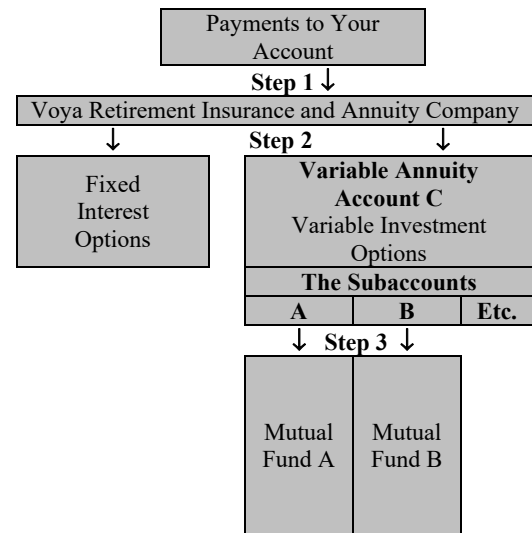 Payments to Your
Account
Step 1 ↓
Voya Retirement Insurance and Annuity Company
↓ Step 2 ↓
Fixed
Interest
Options
Variable Annuity
Account C
Variable Investment
Options
The Subaccounts
A B Etc.
↓ Step 3 ↓
Mutual
Fund A
Mutual
Fund B